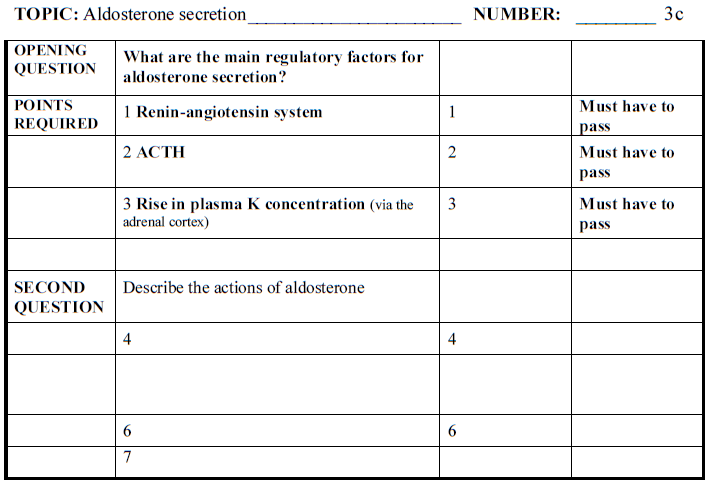 TOPIC: Aldosterone secretion NUMBER: 3c
OPENING QUESTION
What are the main regulatory factors for aldosterone secretion?
POINTS REQUIRED
1 Renin-angiotensin system
1
Must have to pass
2 ACTH
2
Must have to pass
3 Rise in plasma K concentration (via the adrenal cortex)
3
Must have to pass
SECOND QUESTION
Describe the actions of aldosterone
4
4
6
6
7